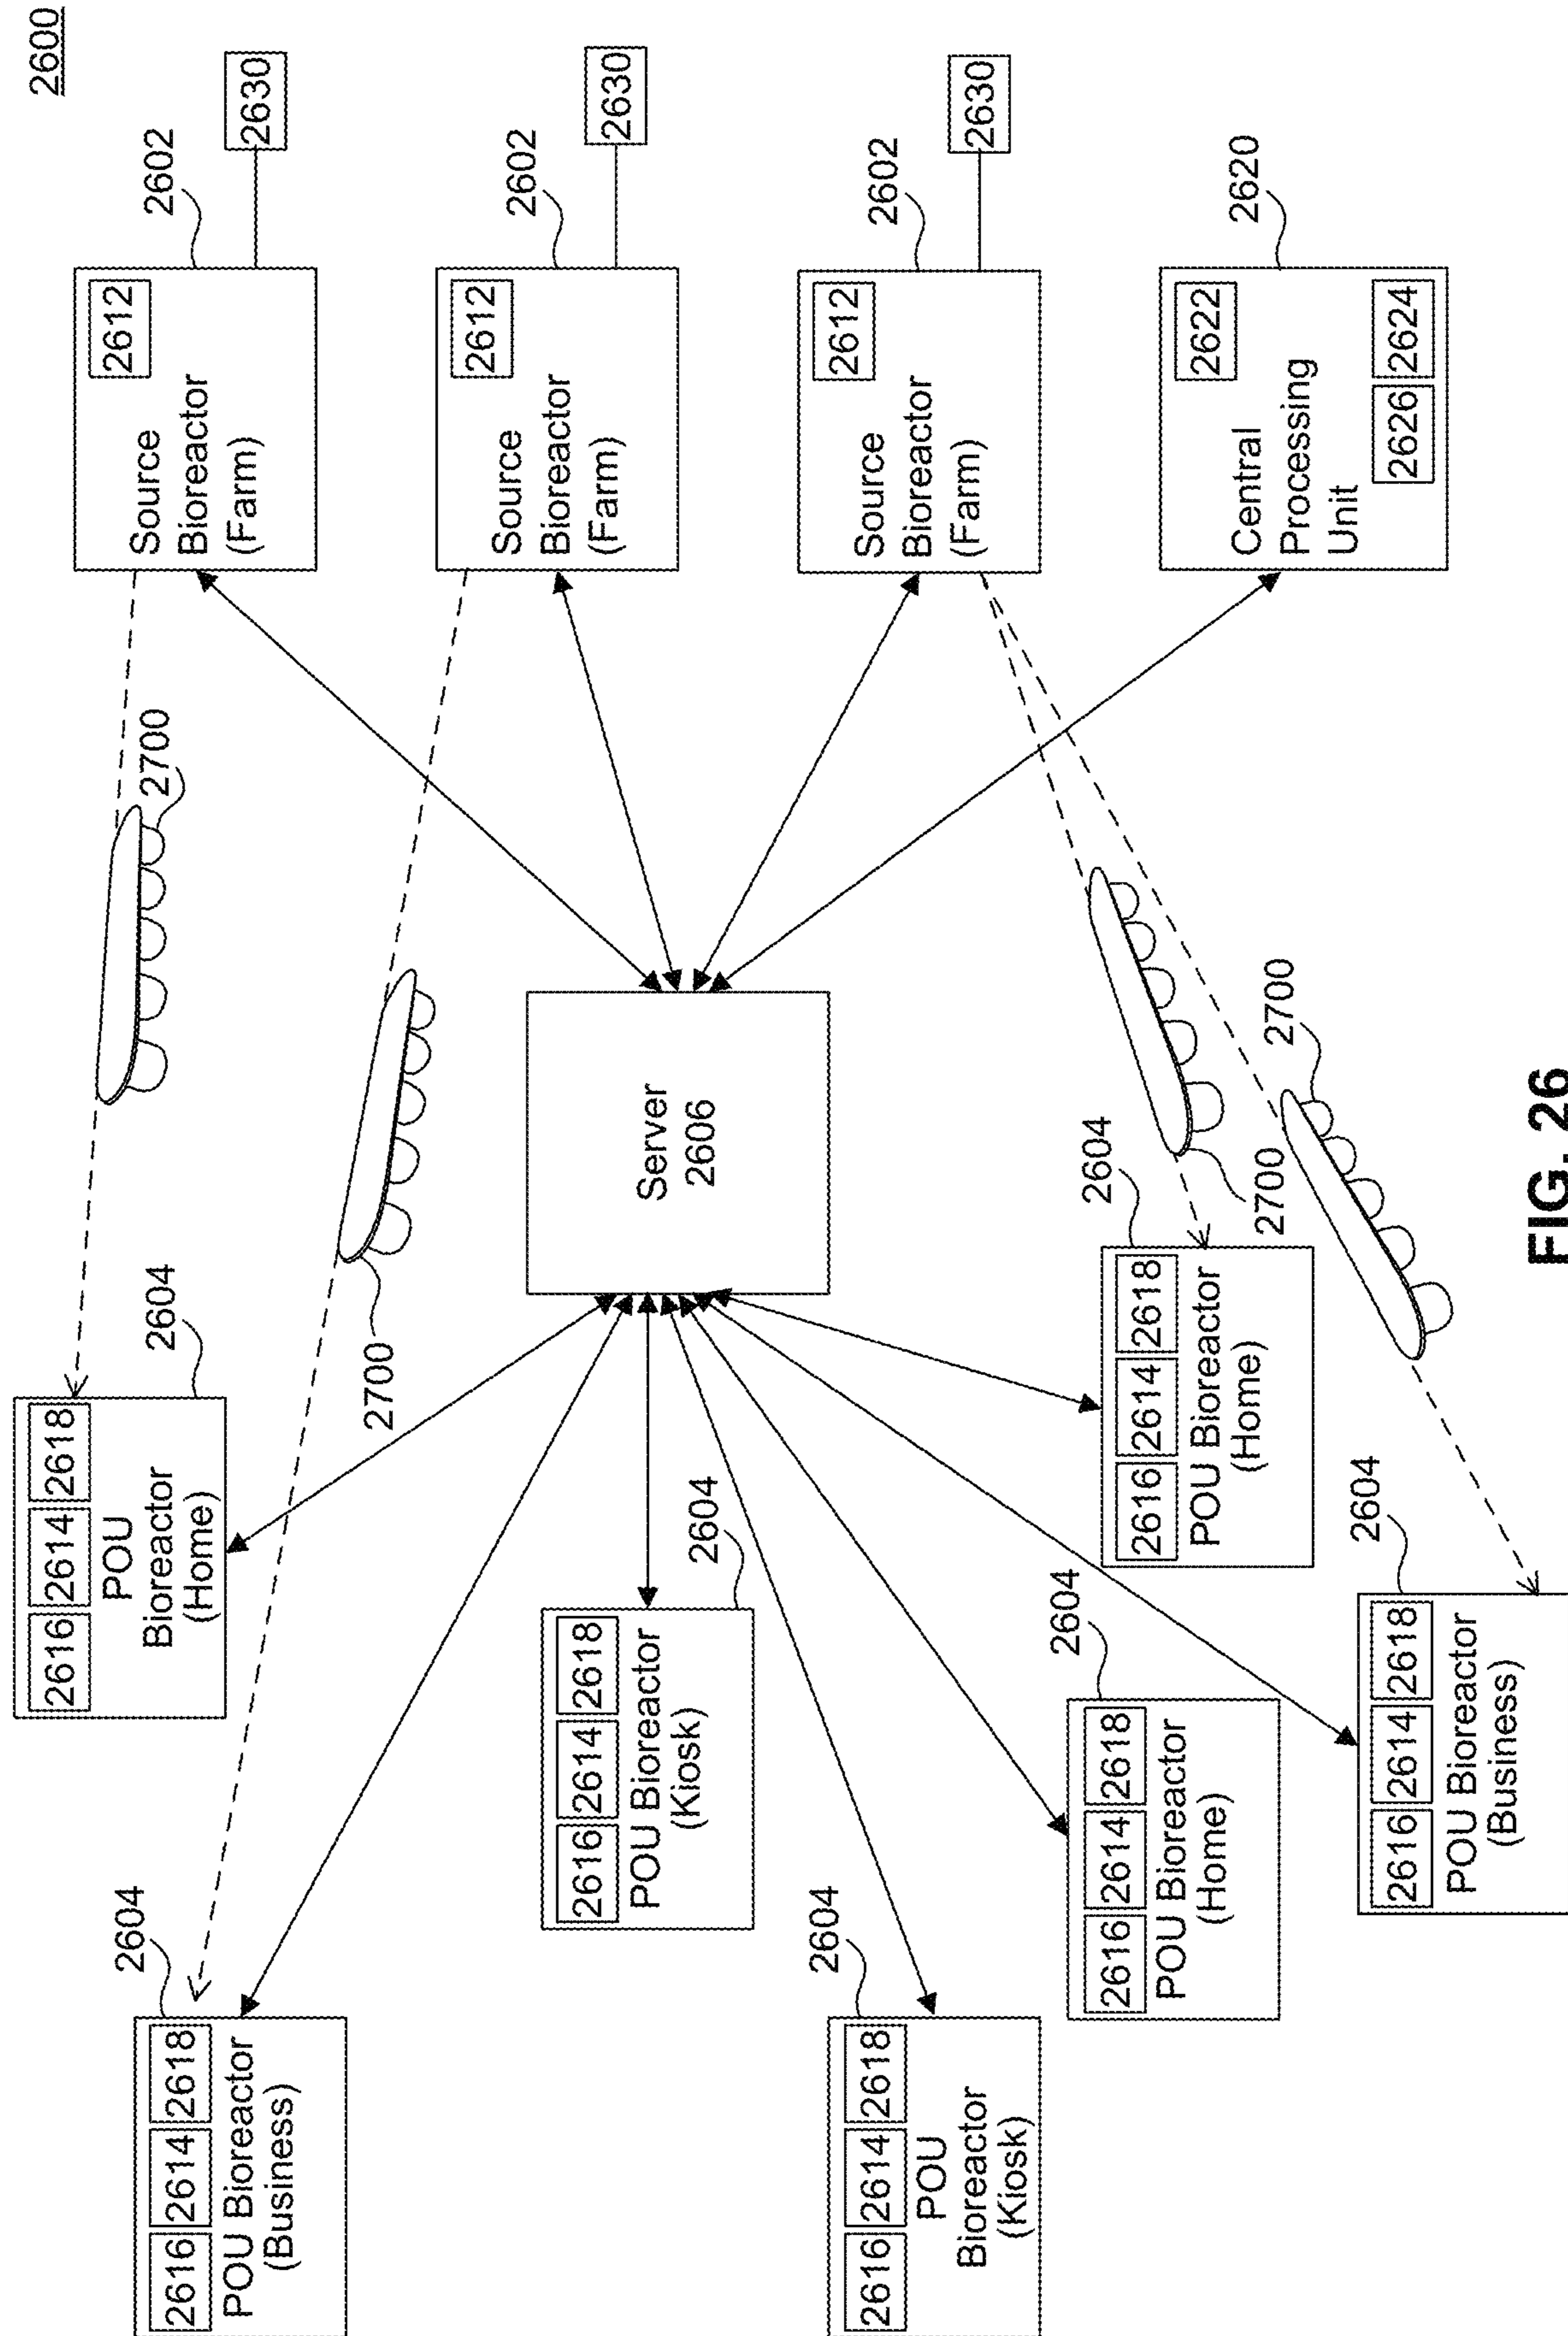 2600
2616 2614 2618
POU Bioreactor
(Business)
2604
2616 2614 2618
POU
Bioreactor
(Home)
2604
2700
Source
Bioreactor
(Farm)
2612
2602
2630
2700
Source
Bioreactor
(Farm)
2612
2602
2630
2616 2614 2618
POU Bioreactor
(Kiosk)
2604
Server
2606
2616 2614 2618
POU
Bioreactor
(Kiosk)
2604
Source
Bioreactor
(Farm)
2612
2602
2630
2616 2614 2618
POU Bioreactor
(Home)
2604
2616 2614 2618
POU Bioreactor
(Home)
2604
2700
Central
Processing
Unit
2622
2626 2624
2620
2616 2614 2618
POU Bioreactor
(Business)
2604
2700
FIG. 26